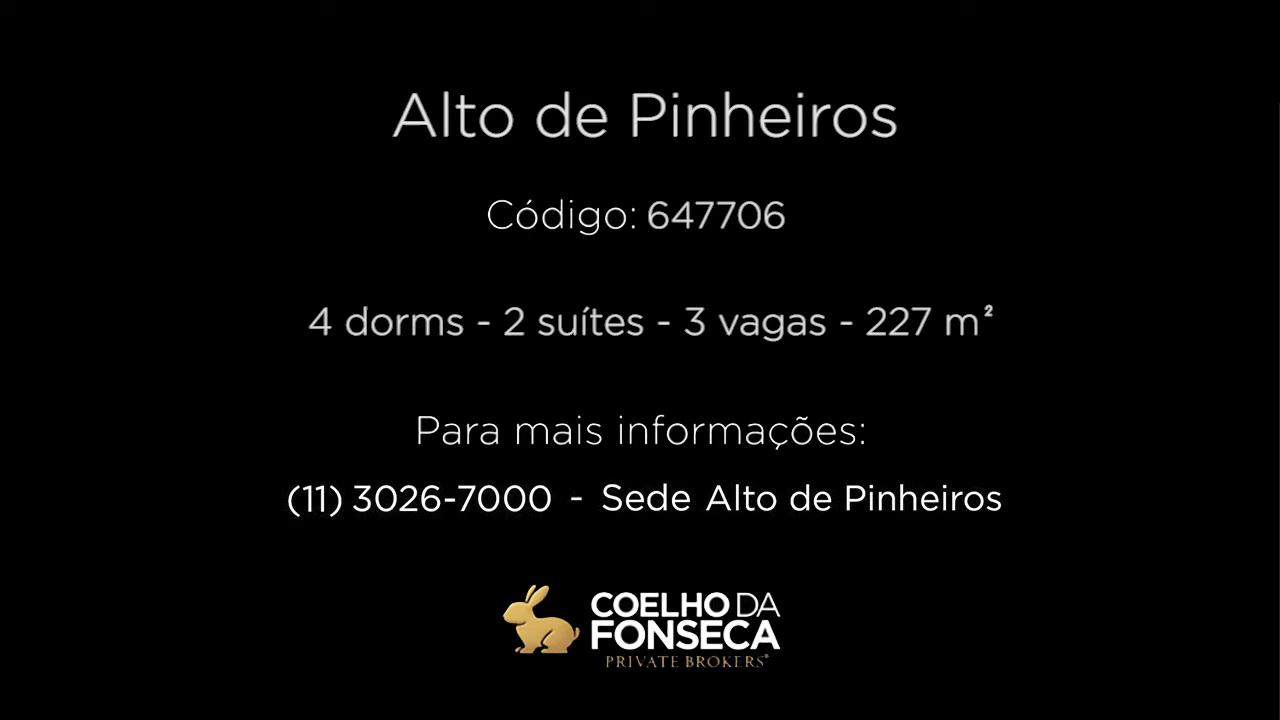 Alto de Pinheiros
Código: 647706
4 dorms - 2 suítes - 3 vagas - 227 m²
Para mais informações:
(11) 3026-7000 - Sede Alto de Pinheiros
COELHO DA
FONSECA
PRIVATE BROKERS®